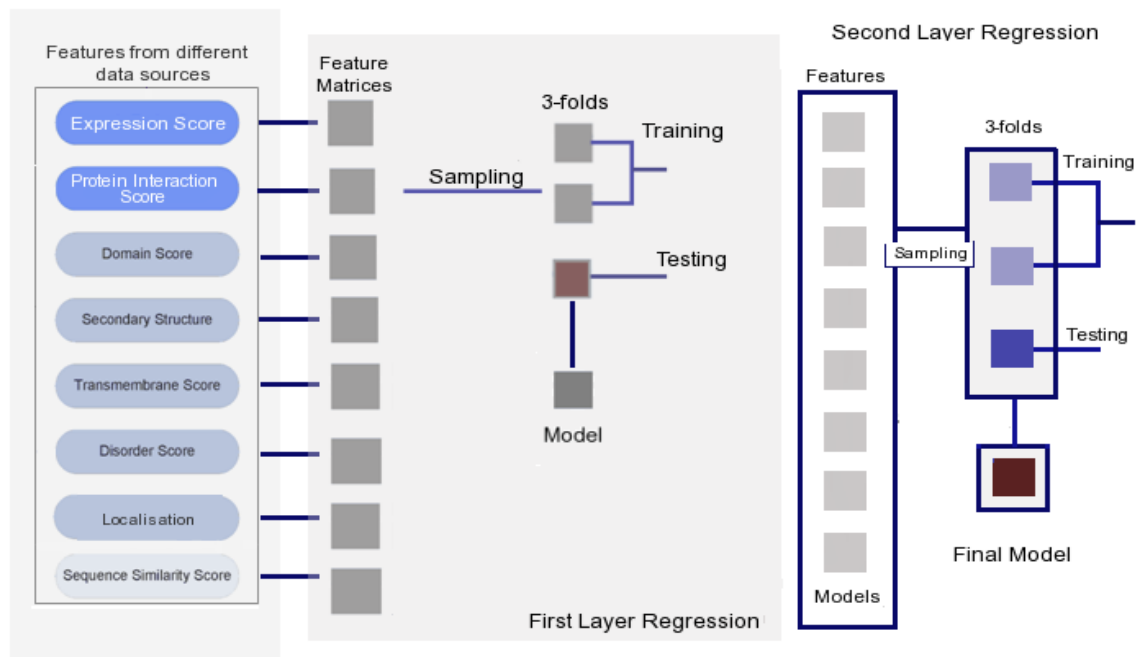 Features from different
data sources
Expression Score
Protein Interaction
Score
Domain Score
Secondary Structure
Transmembrane Score
Disorder Score
Localisation
Sequence Similarity Score
Feature
Matrices
Sampling
3-folds
Training
Testing
Model
First Layer Regression
Second Layer Regression
Features
Models
Sampling
3-folds
Training
Testing
Final Model